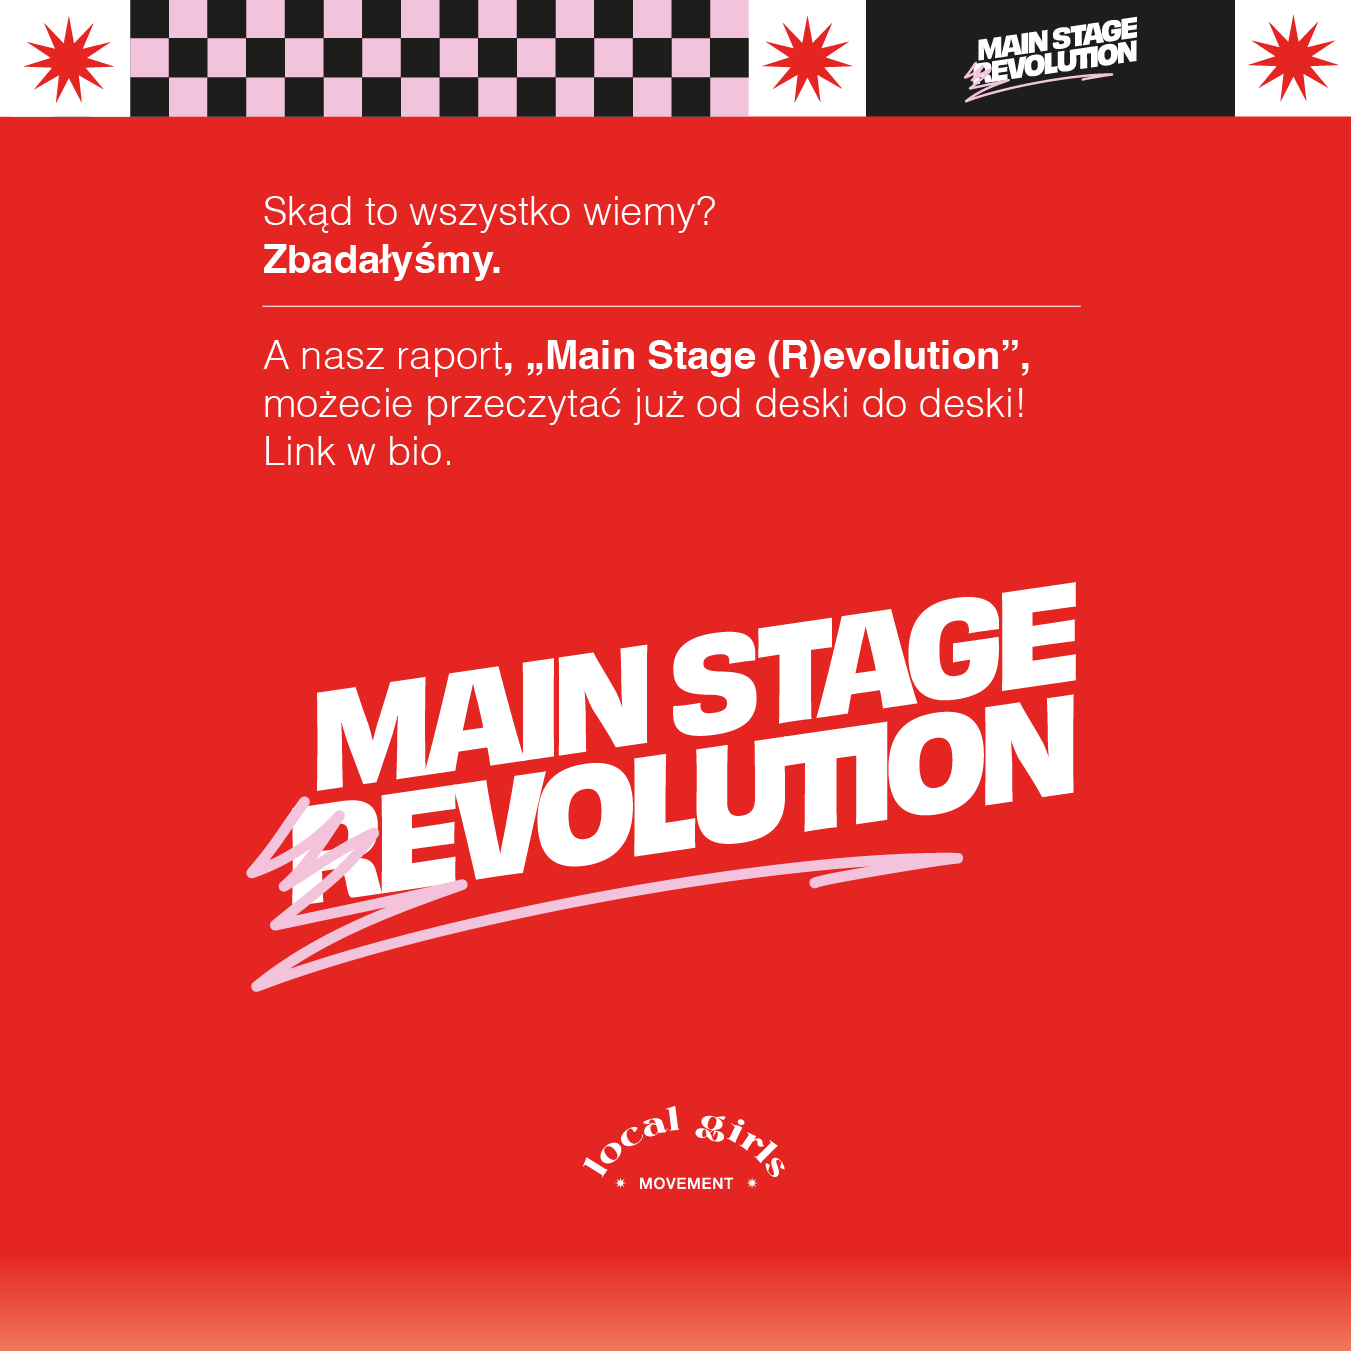 MAIN STAGE
REVOLUTION
Skąd to wszystko wiemy?
Zbadałyśmy.
A nasz raport, „Main Stage (R)evolution”,
możecie przeczytać już od deski do deski!
Link w bio.
MAIN STAGE
REVOLUTION
local girls
MOVEMENT